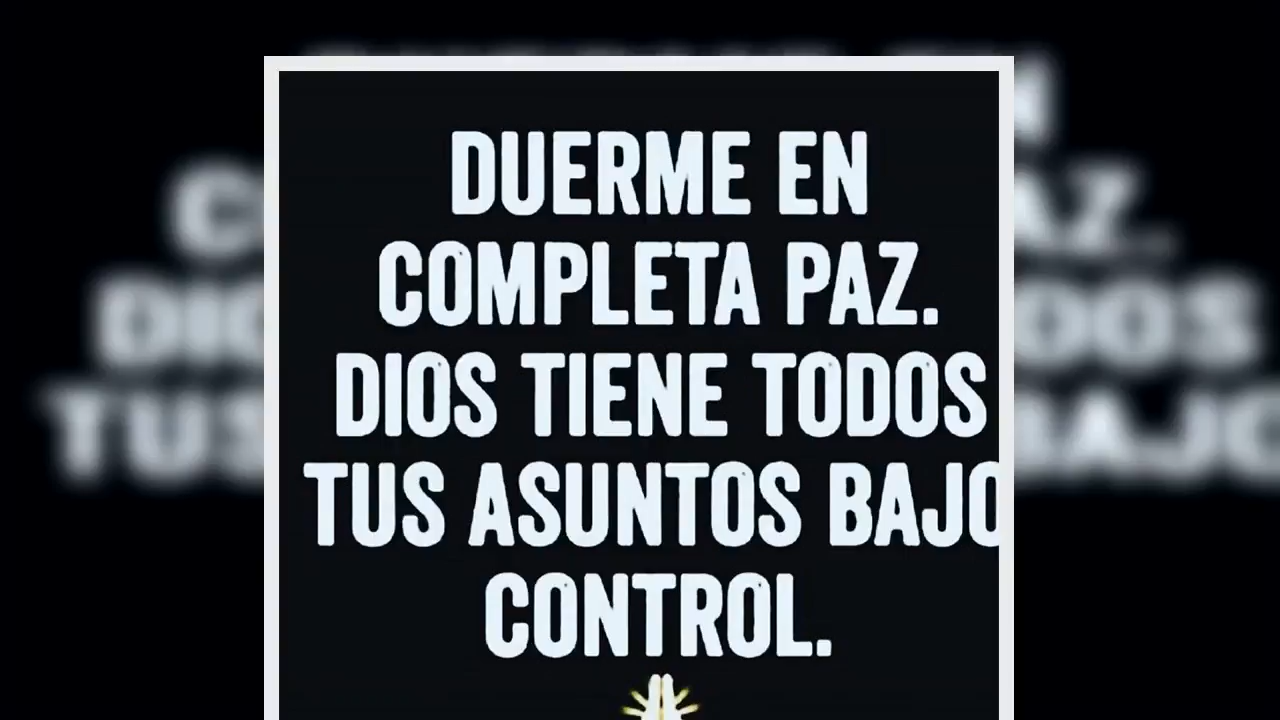 DUERME EN
COMPLETA PAZ.
DIOS TIENE TODOS
TUS ASUNTOS BAJO
CONTROL.